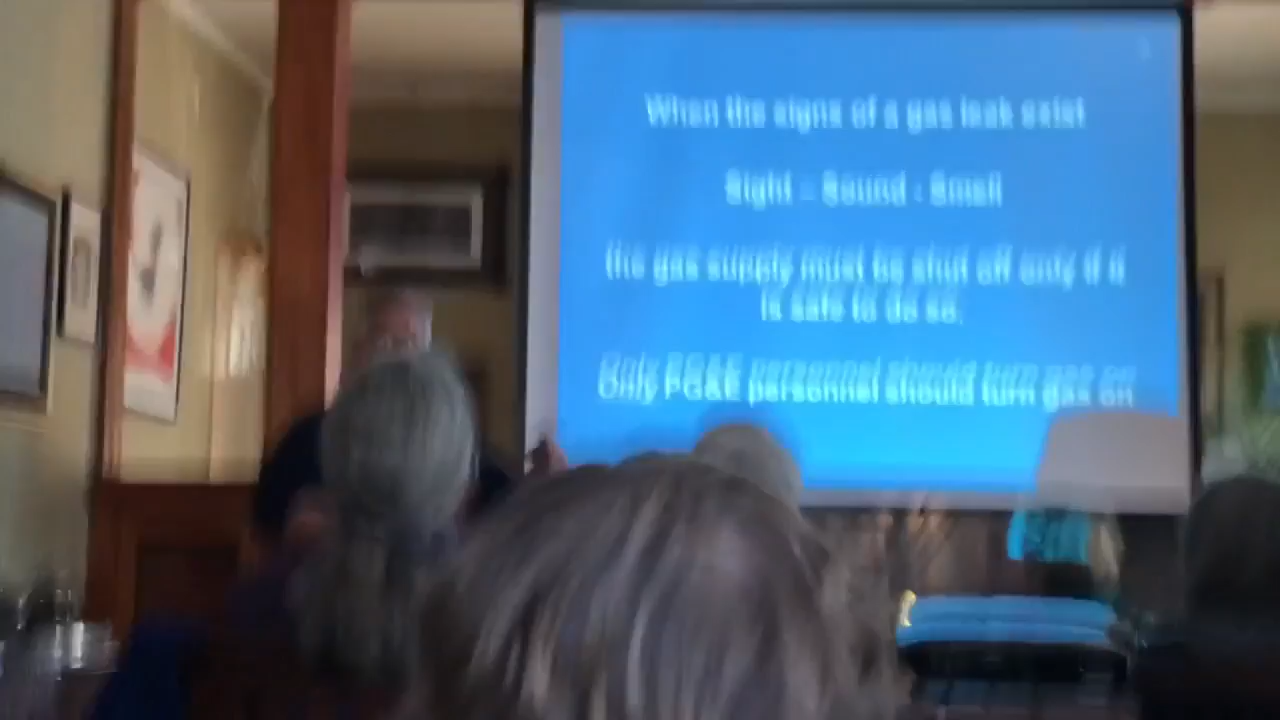 When the signs of a gas leak exist
Sight - Sound - Smell
the gas supply must be shut off only if it
is safe to do so.
Only PG&E personnel should turn gas on